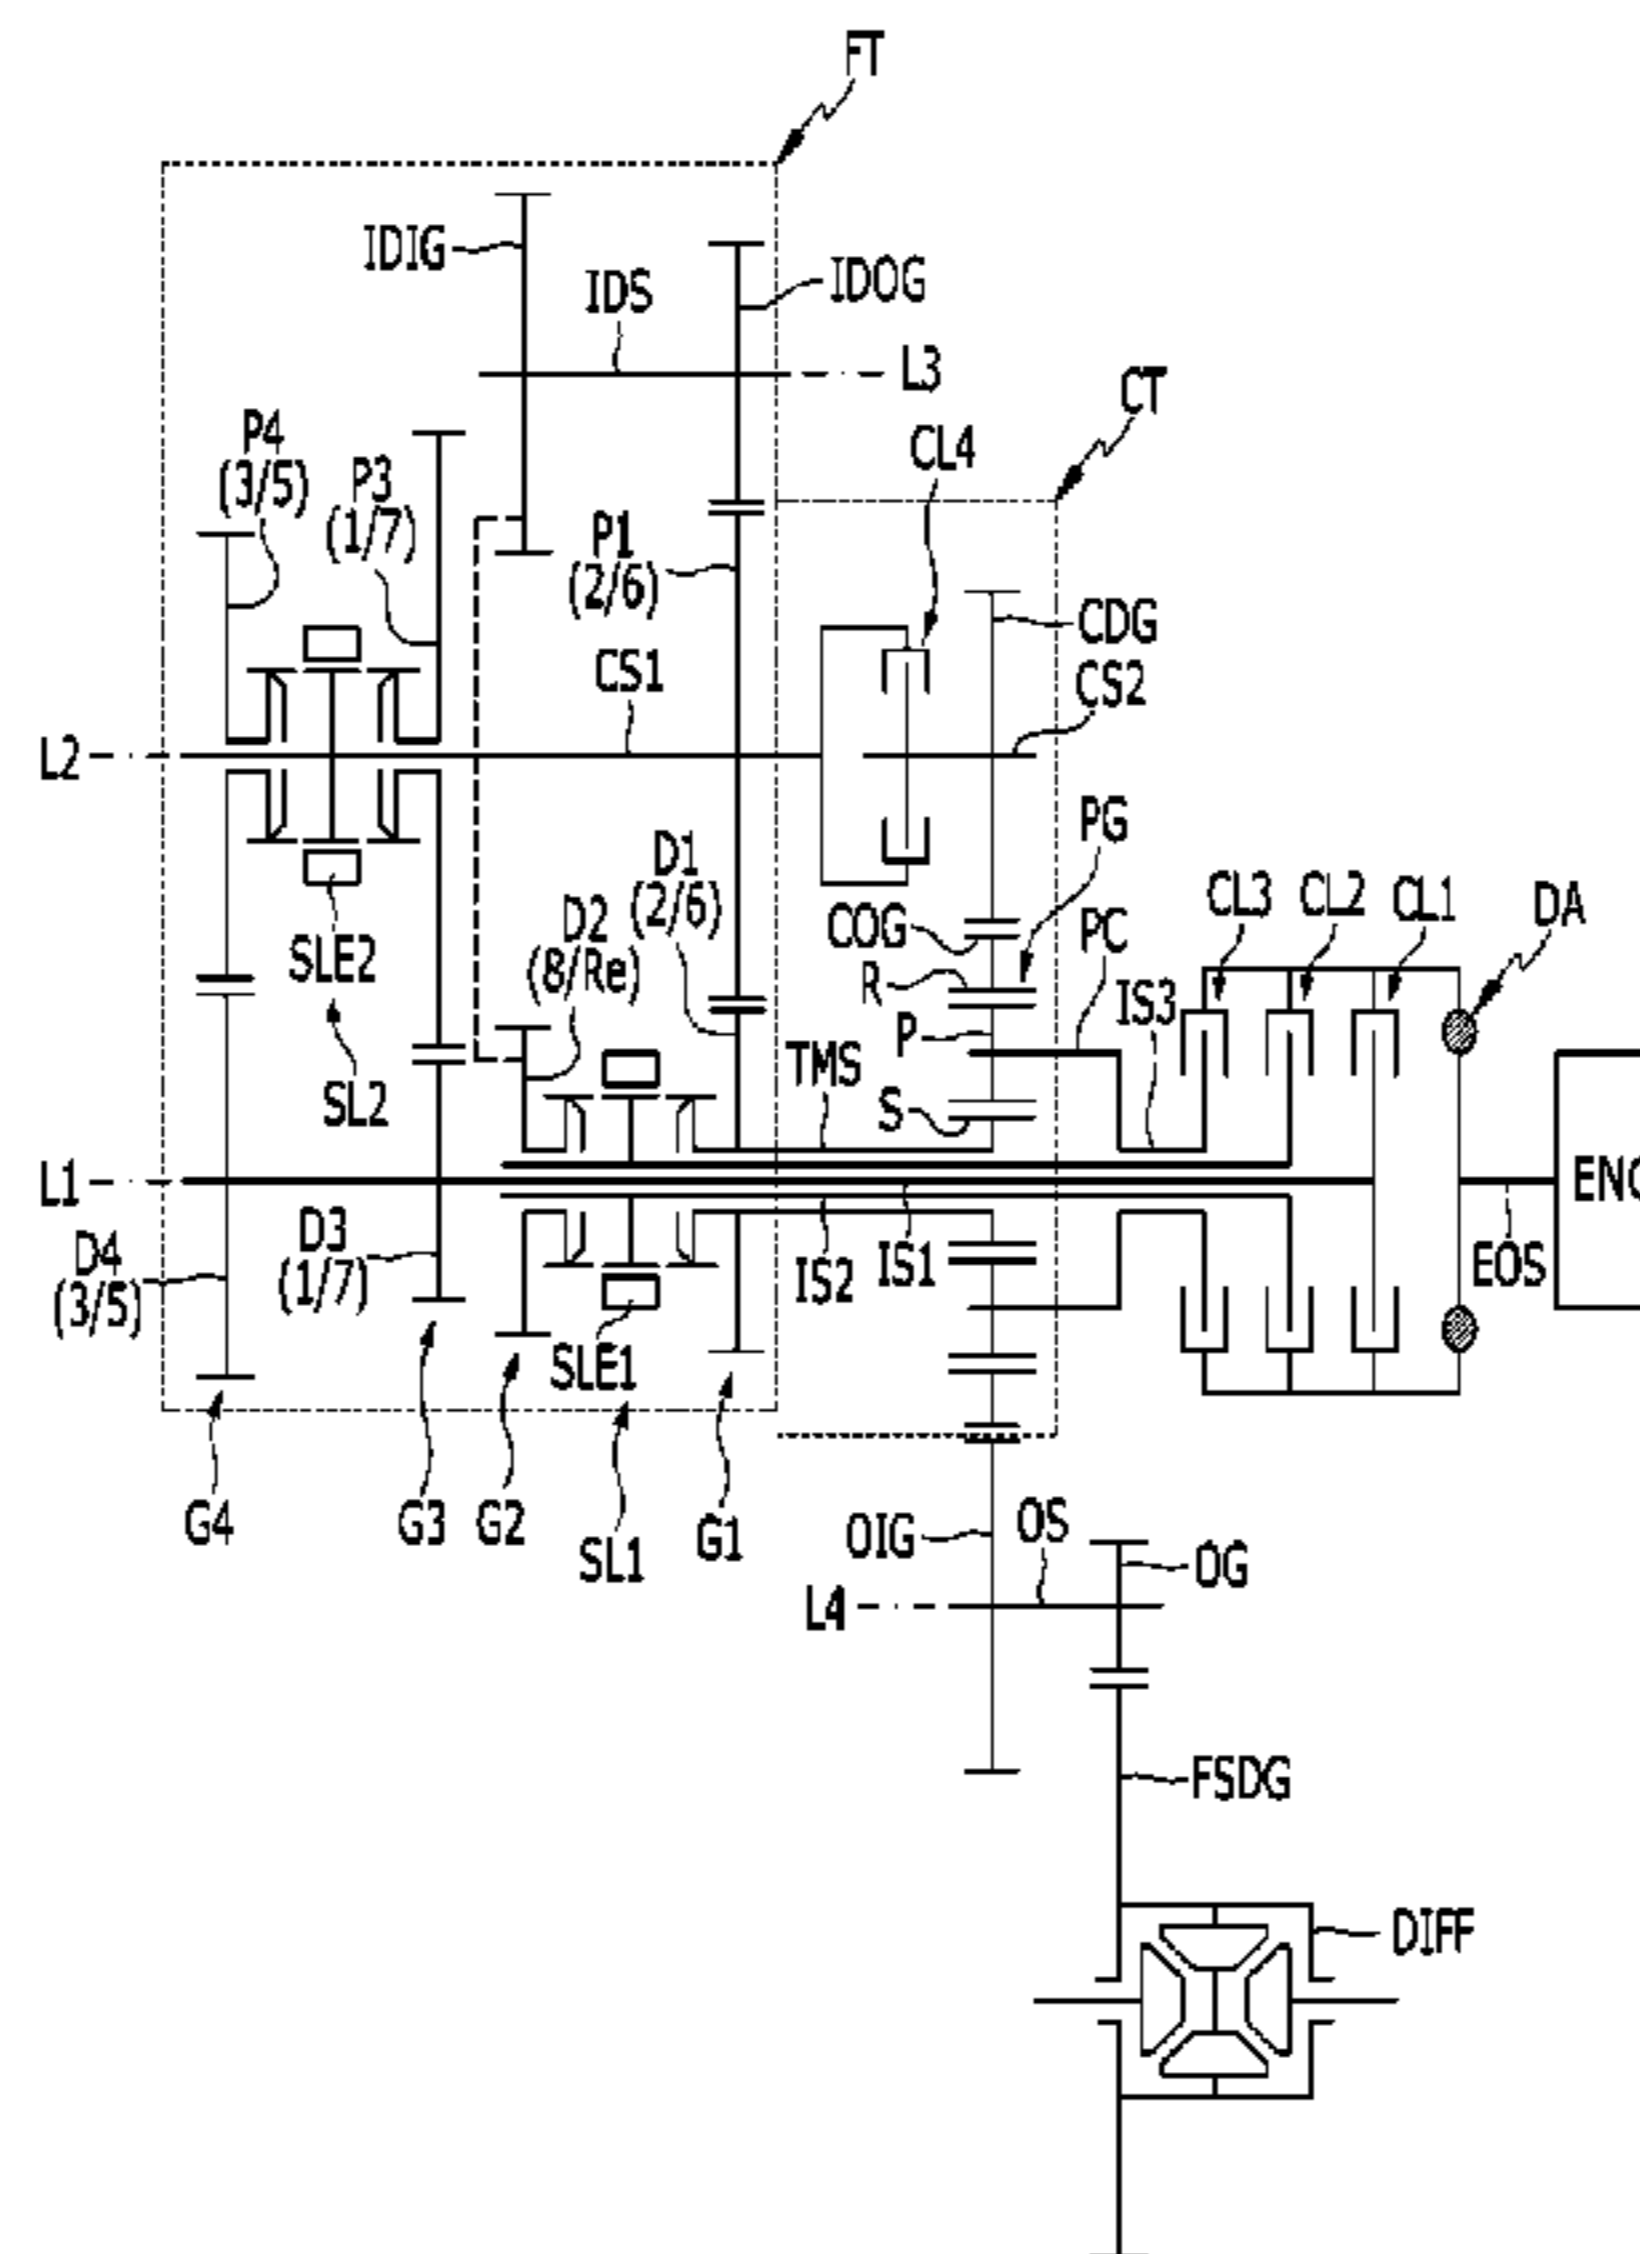 FT
IDIG
IDS
IDOG
L3
CT
P4
(3/5)
P3
(1/7)
CL4
P1
(2/6)
CDG
CS1
CS2
L2
PG
D1
(2/6)
D2
(8/Re)
COG
PC
CL3
CL2
CL1
DA
SLE2
R
IS3
P
TMS
SL2
S
L1
ENG
D3
(1/7)
D4
(3/5)
IS2
IS1
EOS
SLE1
G4
G3
G2
SL1
G1
OIG
OS
OG
L4
FSDG
DIFF